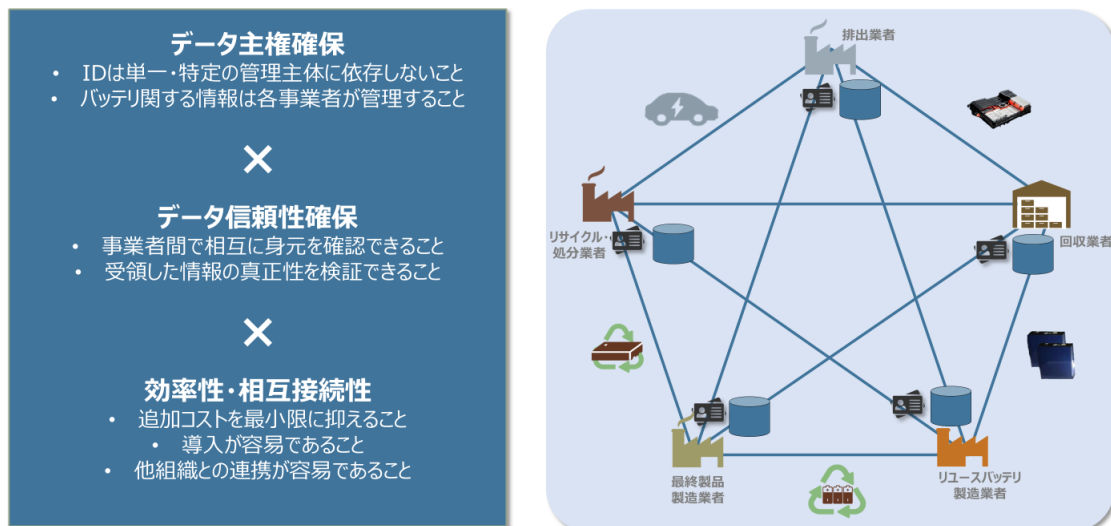 データ主権確保
• IDは単一・特定の管理主体に依存しないこと
• バッテリ関する情報は各事業者が管理すること
×
データ信頼性確保
• 事業者間で相互に身元を確認できること
• 受領した情報の真正性を検証できること
×
効率性・相互接続性
• 追加コストを最小限に抑えること
• 導入が容易であること
• 他組織との連携が容易であること
排出業者
リサイクル・
処分業者
回収業者
最終製品
製造業者
リユースバッテリ
製造業者